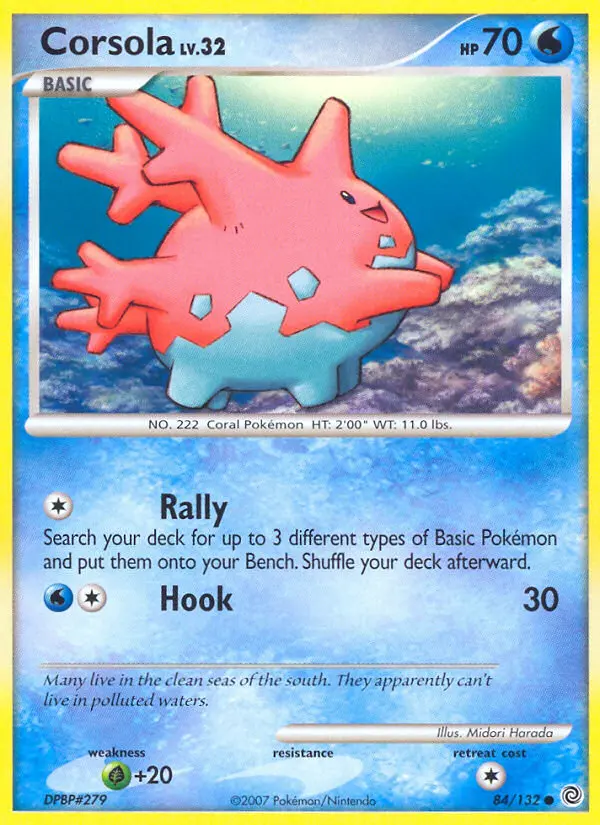 Corsola LV.32
HP 70
BASIC
NO. 222 Coral Pokémon HT: 2'00" WT: 11.0 lbs.
Rally
Search your deck for up to 3 different types of Basic Pokémon
and put them onto your Bench. Shuffle your deck afterward.
Hook 30
Many live in the clean seas of the south. They apparently can't
live in polluted waters.
Illus. Midori Harada
weakness resistance retreat cost
+20
DPBP#279 ©2007 Pokémon/Nintendo 84/132